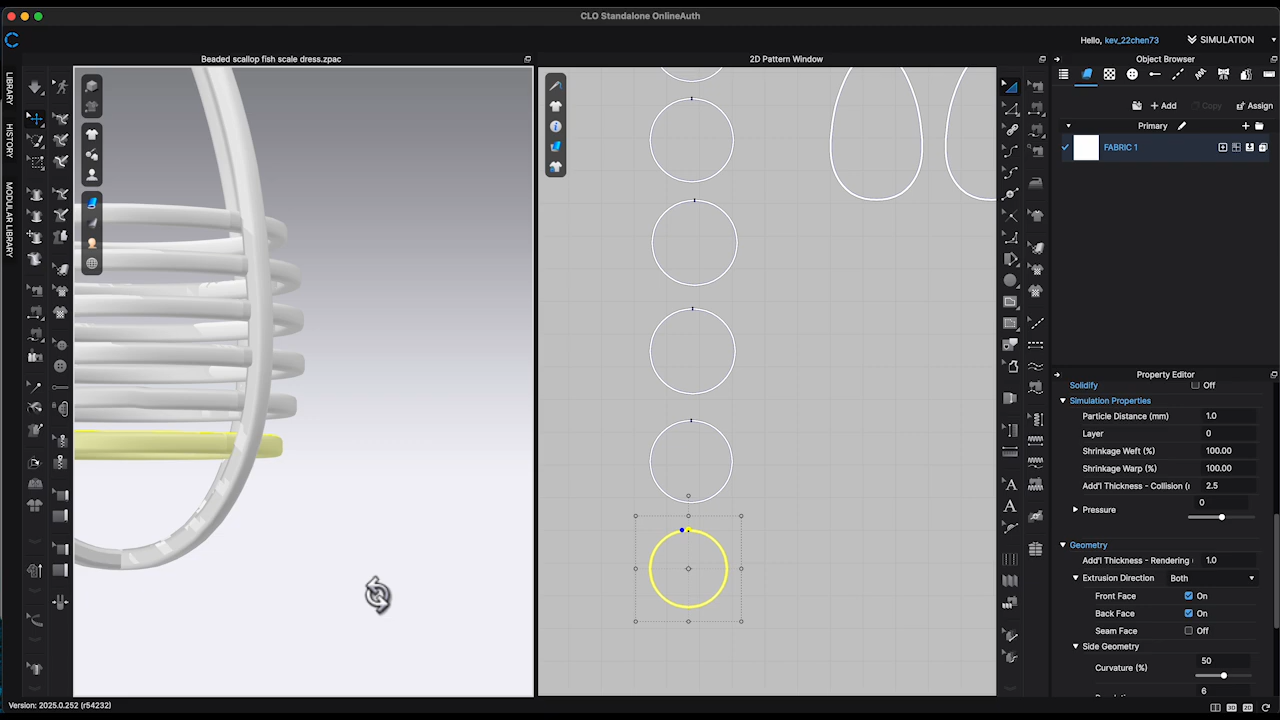 CLO Standalone OnlineAuth
Hello, kev_22chen73
SIMULATION
Beaded scallop fish scale dress.zpac
2D Pattern Window
Object Browser
LIBRARY
HISTORY
MODULAR LIBRARY
+ Add
Copy
Assign
Primary
FABRIC 1
Property Editor
Solidify
Off
Simulation Properties
Particle Distance (mm)
1.0
Layer
0
Shrinkage Weft (%)
100.00
Shrinkage Warp (%)
100.00
Add'l Thickness - Collision (
2.5
Pressure
0
Geometry
Add'l Thickness - Rendering
1.0
Extrusion Direction
Both
Front Face
On
Back Face
On
Seam Face
Off
Side Geometry
Curvature (%)
50
6
Version: 2025.0.252 (r54232)
3D
2D